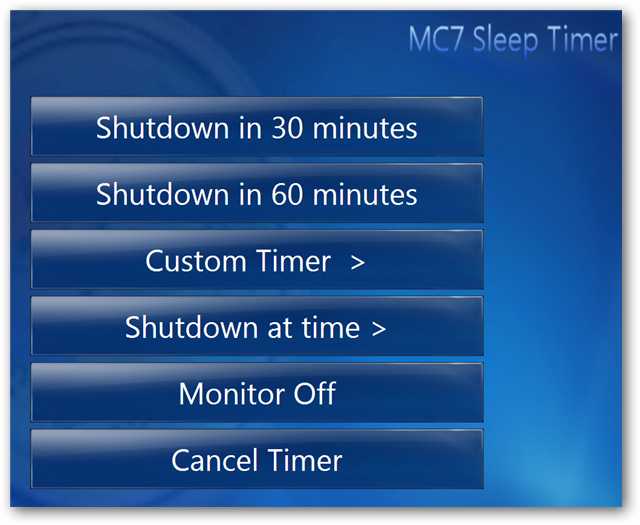 MC7 Sleep Timer
Shutdown in 30 minutes
Shutdown in 60 minutes
Custom Timer >
Shutdown at time >
Monitor Off
Cancel Timer